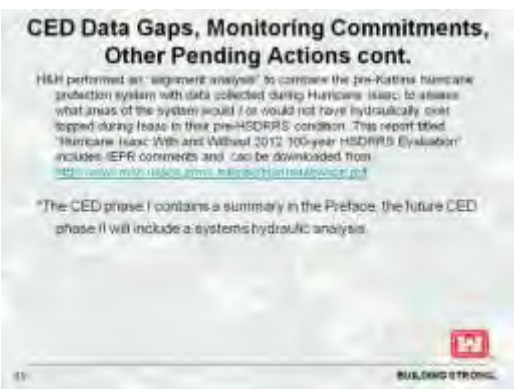 CED Data Gaps, Monitoring Commitments,
Other Pending Actions cont.
H&H performed an "alignment analysis" to compare the pre-Katrina hurricane
protection system with data collected during Hurricane Isaac, to assess
what areas of the system would / or would not have hydraulically over
topped during Isaac in their pre-HSDRRS condition. This report titled
"Hurricane Isaac With and Without 2012 100-year HSDRRS Evaluation"
includes IEPR comments and can be downloaded from
*The CED phase I contains a summary in the Preface, the future CED
phase II will include a systems hydraulic analysis.
BUILDING STRONG